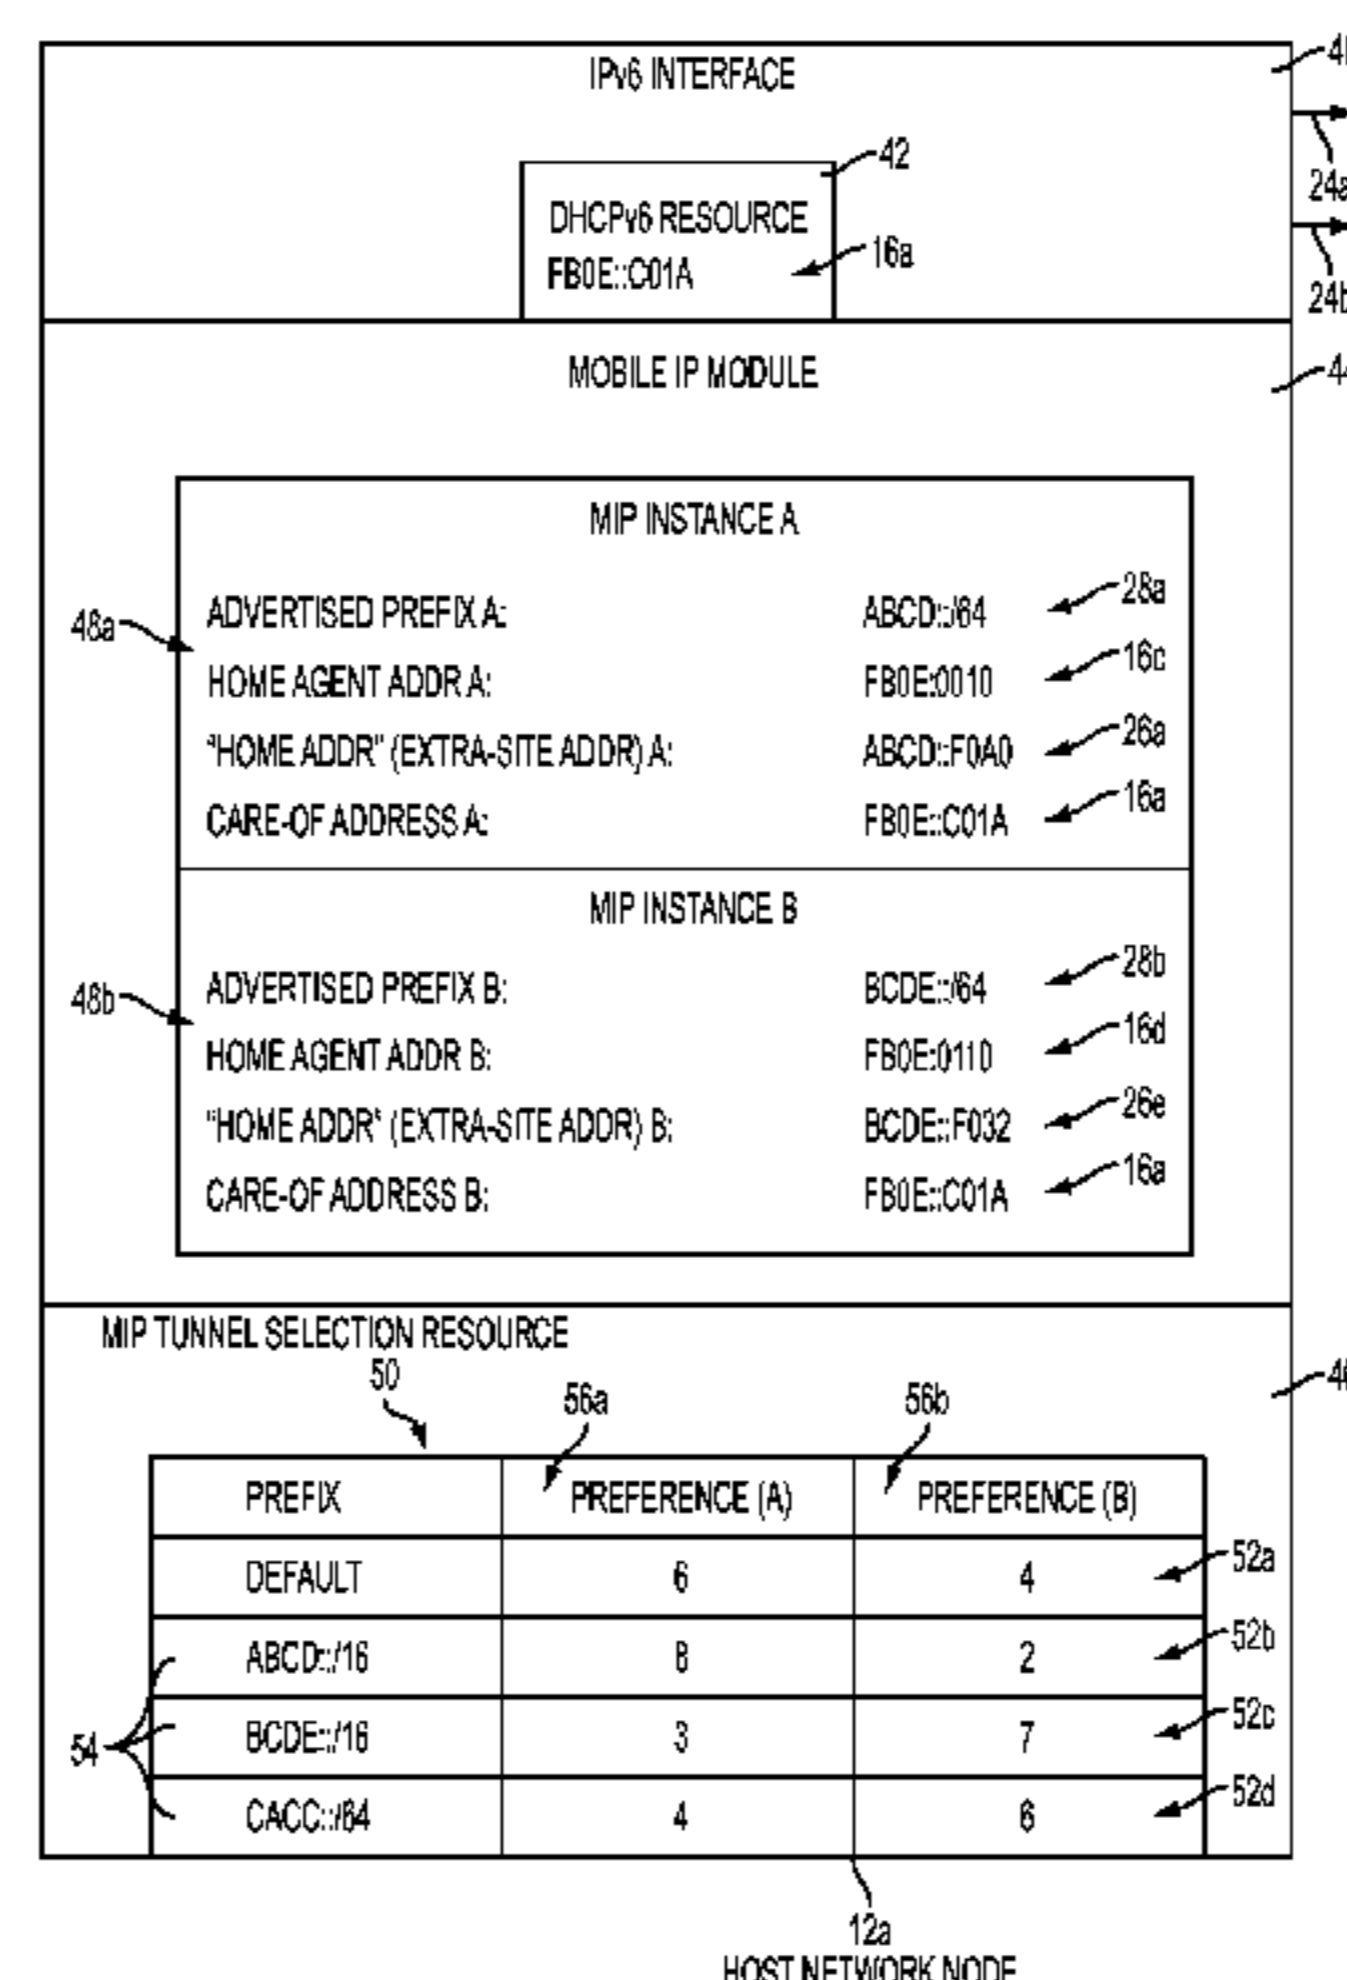 IPv6 INTERFACE
42
DHCPv6 RESOURCE
FB0E::C01A
16a
24a
24b
MOBILE IP MODULE
44
MIP INSTANCE A
48a
ADVERTISED PREFIX A: ABCD::/64 28a
HOME AGENT ADDR A: FB0E:0010 16c
"HOME ADDR" (EXTRA-SITE ADDR) A: ABCD::F0A0 26a
CARE-OF ADDRESS A: FB0E::C01A 16a
MIP INSTANCE B
48b
ADVERTISED PREFIX B: BCDE::/64 28b
HOME AGENT ADDR B: FB0E:0110 16d
"HOME ADDR" (EXTRA-SITE ADDR) B: BCDE::F032 26e
CARE-OF ADDRESS B: FB0E::C01A 16a
MIP TUNNEL SELECTION RESOURCE
50 56a 56b
PREFIX PREFERENCE (A) PREFERENCE (B)
DEFAULT 6 4 52a
ABCD::/16 8 2 52b
54
BCDE::/16 3 7 52c
CACC::/64 4 6 52d
12a
HOST NETWORK NODE